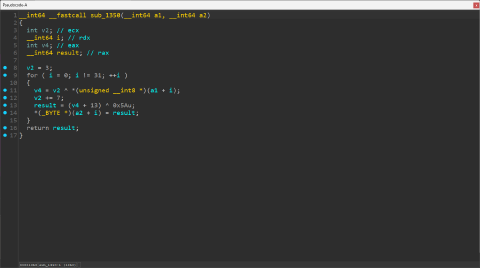 Pseudocode-A
1 __int64 __fastcall sub_1350(__int64 a1, __int64 a2)
2 {
3 int v2; // ecx
4 __int64 i; // rdx
5 int v4; // eax
6 __int64 result; // rax
7
8 v2 = 3;
9 for ( i = 0; i != 31; ++i )
10 {
11 v4 = v2 ^ *(unsigned __int8 *)(a1 + i);
12 v2 += 7;
13 result = (v4 + 13) ^ 0x5Au;
14 *(_BYTE *)(a2 + i) = result;
15 }
16 return result;
17 }